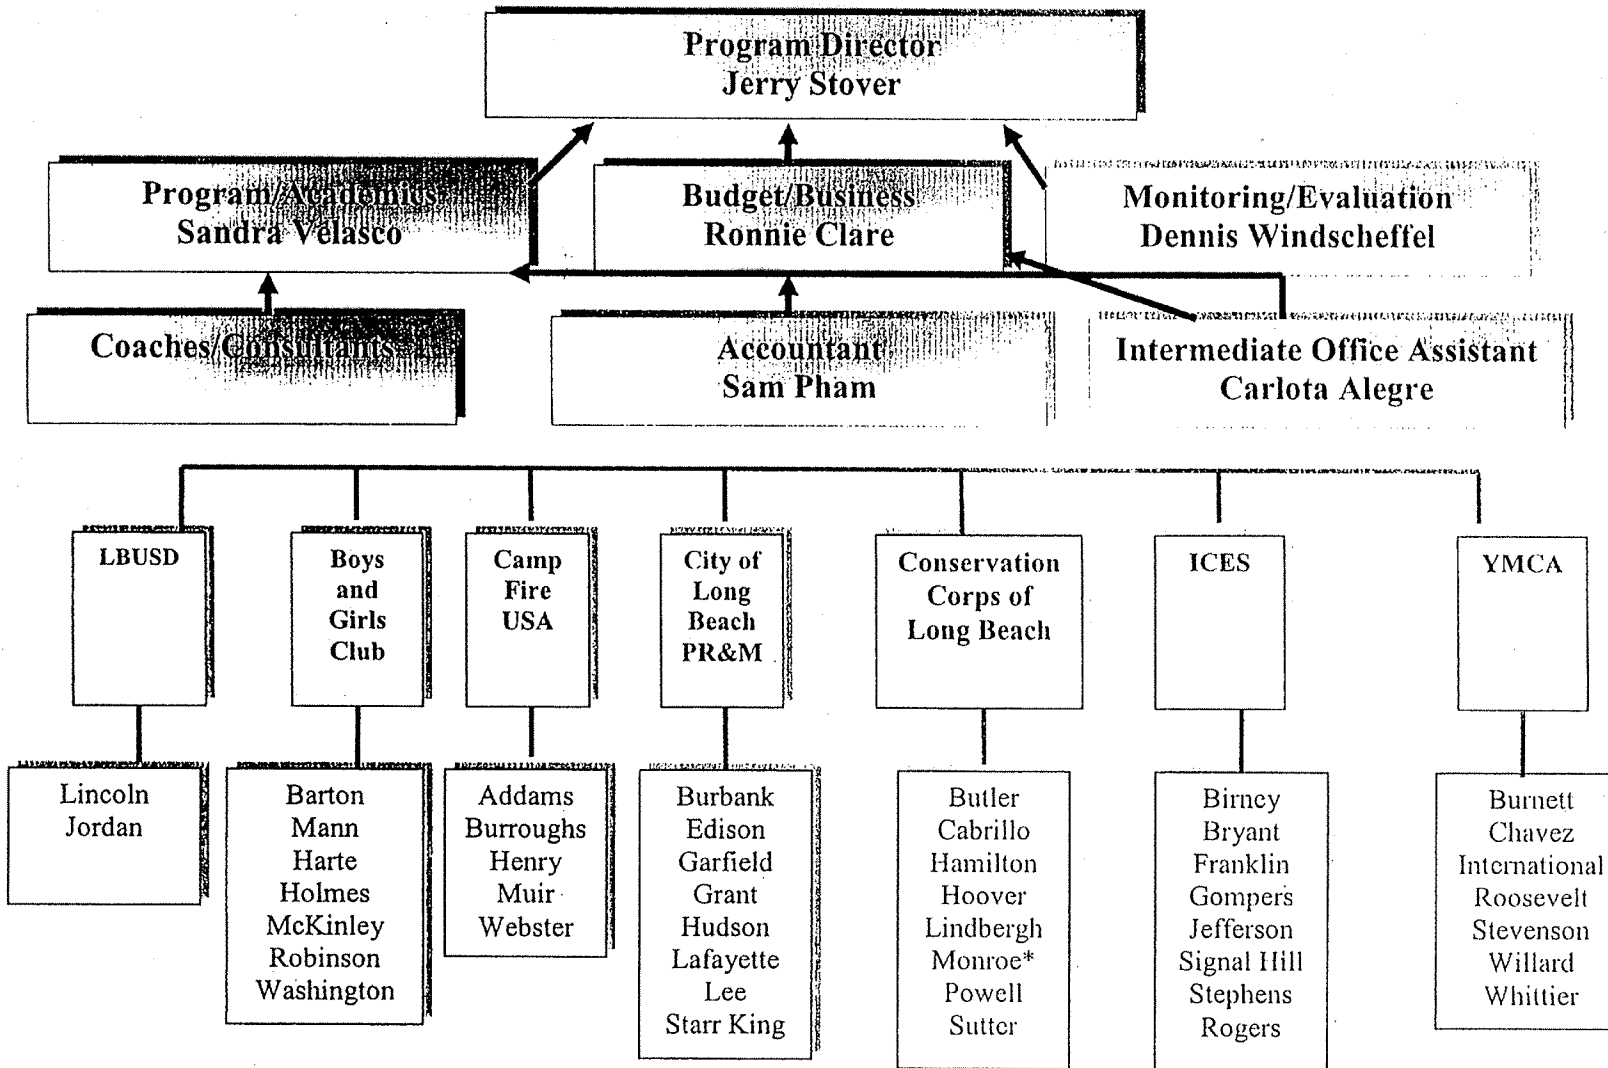 Program Director
Jerry Stover
Program/Academics
Sandra Velasco
Budget/Business
Ronnie Clare
Monitoring/Evaluation
Dennis Windscheffel
Coaches/Consultants
Accountant
Sam Pham
Intermediate Office Assistant
Carlota Alegre
LBUSD
Boys
and
Girls
Club
Camp
Fire
USA
City of
Long
Beach
PR&M
Conservation
Corps of
Long Beach
ICES
YMCA
Lincoln
Jordan
Barton
Mann
Harte
Holmes
McKinley
Robinson
Washington
Addams
Burroughs
Henry
Muir
Webster
Burbank
Edison
Garfield
Grant
Hudson
Lafayette
Lee
Starr King
Butler
Cabrillo
Hamilton
Hoover
Lindbergh
Monroe*
Powell
Sutter
Birney
Bryant
Franklin
Gompers
Jefferson
Signal Hill
Stephens
Rogers
Burnett
Chavez
International
Roosevelt
Stevenson
Willard
Whittier